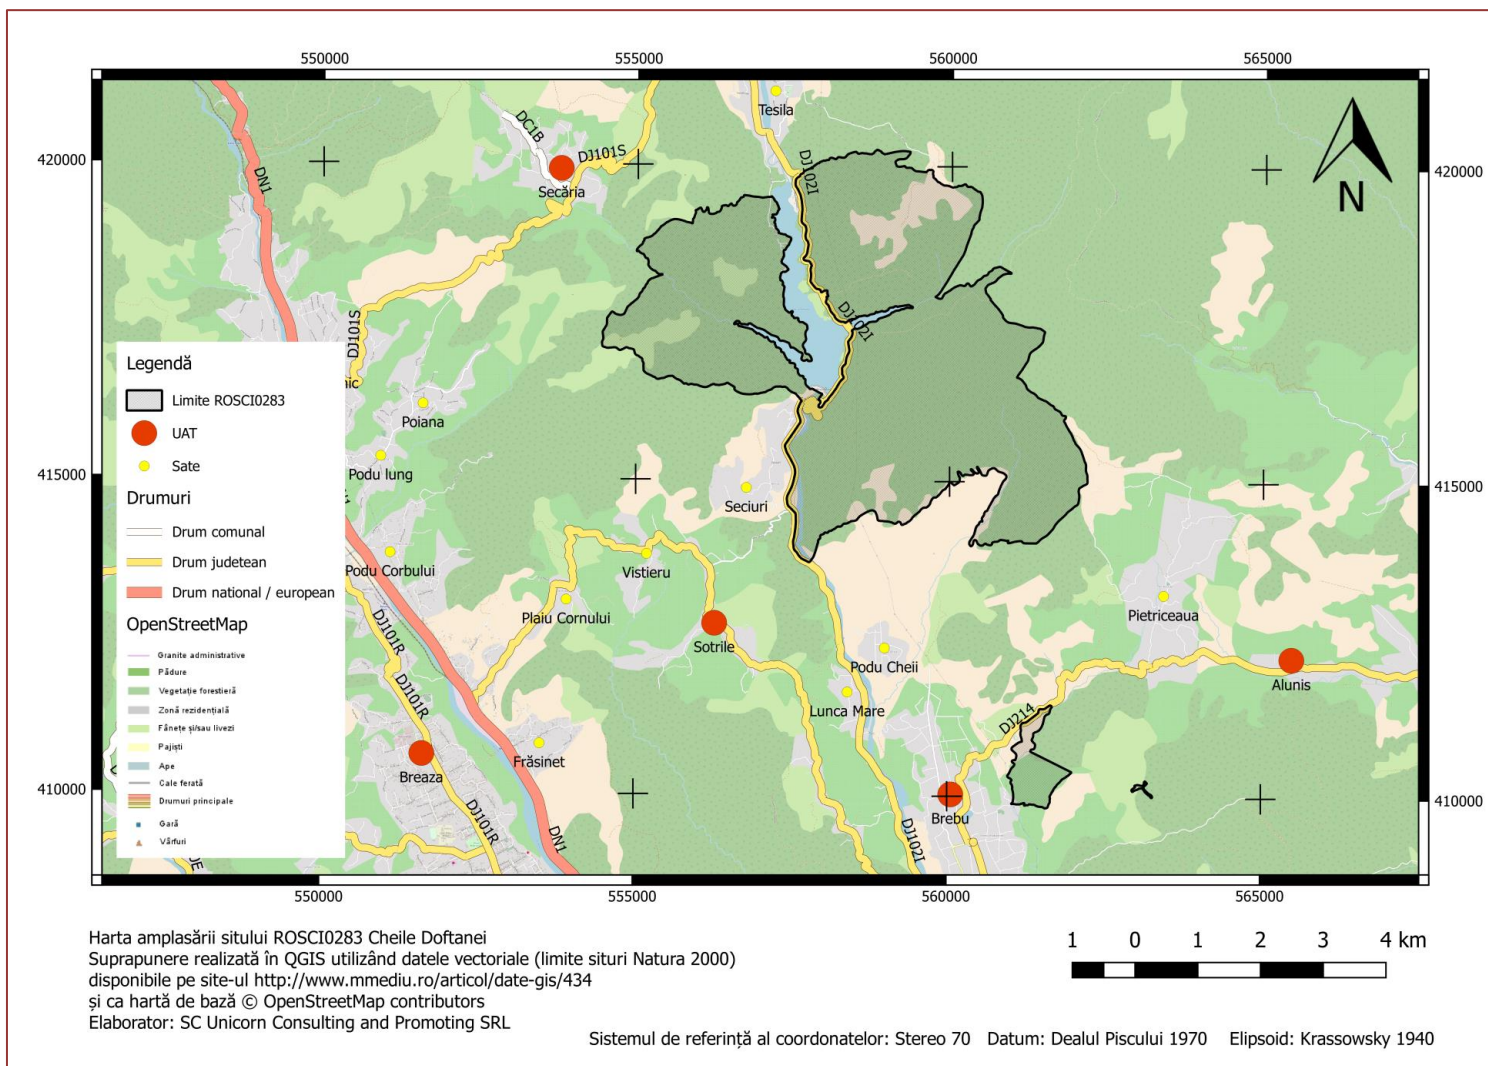 550000
555000
560000
565000
420000
420000
415000
415000
410000
410000
550000
555000
560000
565000
Tesila
DC1B
DJ101S
Secăria
DN1
DJ102I
N
DJ102I
DJ101S
Poiana
Podu lung
Seciuri
Podu Corbului
Vistieru
Plaiu Cornului
Sotrile
Pietriceaua
Podu Cheii
Alunis
Lunca Mare
DJ101R
DJ101R
DJ214
Frăsinet
Breaza
Brebu
DJ101R
DN1
DJ102I
Legendă
Limite ROSCI0283
UAT
Sate
Drumuri
Drum comunal
Drum judetean
Drum national / european
OpenStreetMap
Granite administrative
Pădure
Vegetație forestieră
Zonă rezidențială
Fânețe și/sau livezi
Pajiști
Ape
Cale ferată
Drumuri principale
Gară
Vârfuri
Harta amplasării sitului ROSCI0283 Cheile Doftanei
Suprapunere realizată în QGIS utilizând datele vectoriale (limite situri Natura 2000)
disponibile pe site-ul http://www.mmediu.ro/articol/date-gis/434
și ca hartă de bază © OpenStreetMap contributors
Elaborator: SC Unicorn Consulting and Promoting SRL
1 0 1 2 3 4 km
Sistemul de referință al coordonatelor: Stereo 70 Datum: Dealul Piscului 1970 Elipsoid: Krassowsky 1940